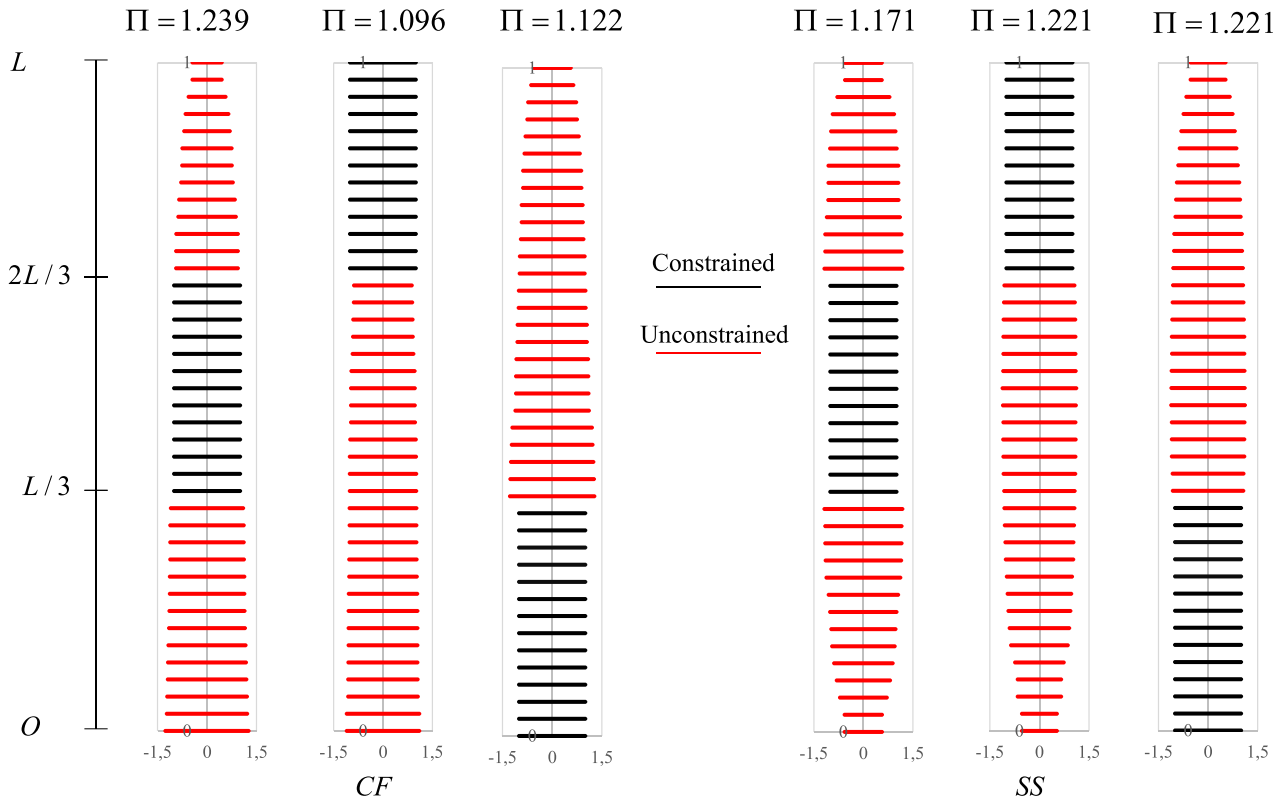 Π = 1.239 Π = 1.096 Π = 1.122 Π = 1.171 Π = 1.221 Π = 1.221
L 1 1 1 1 1 1
2L / 3
Constrained
Unconstrained
L / 3
O 0 0 0 0 0 0
-1,5 0 1,5 -1,5 0 1,5 -1,5 0 1,5 -1,5 0 1,5 -1,5 0 1,5 -1,5 0 1,5
CF SS